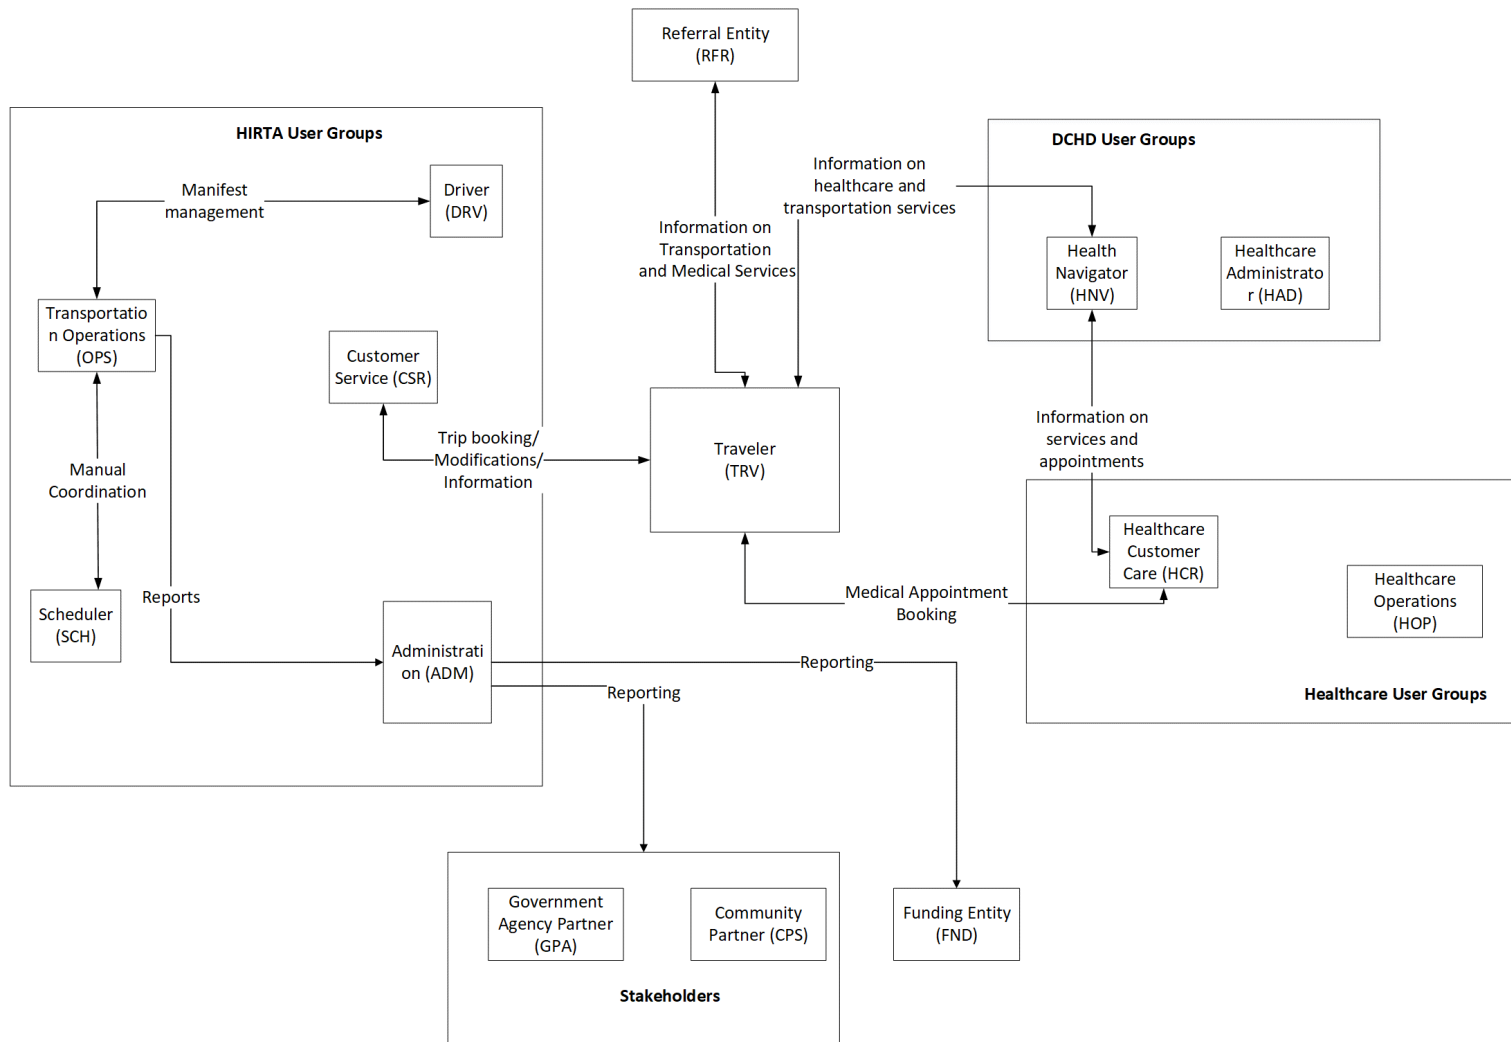 Referral Entity
(RFR)
HIRTA User Groups
DCHD User Groups
Manifest
management
Driver
(DRV)
Information on
healthcare and
transportation services
Information on
Transportation
and Medical Services
Health
Navigator
(HNV)
Healthcare
Administrato
r (HAD)
Transportatio
n Operations
(OPS)
Customer
Service (CSR)
Trip booking/
Modifications/
Information
Traveler
(TRV)
Information on
services and
appointments
Manual
Coordination
Healthcare
Customer
Care (HCR)
Healthcare
Operations
(HOP)
Reports
Scheduler
(SCH)
Medical Appointment
Booking
Administrati
on (ADM)
Reporting
Reporting
Healthcare User Groups
Government
Agency Partner
(GPA)
Community
Partner (CPS)
Funding Entity
(FND)
Stakeholders